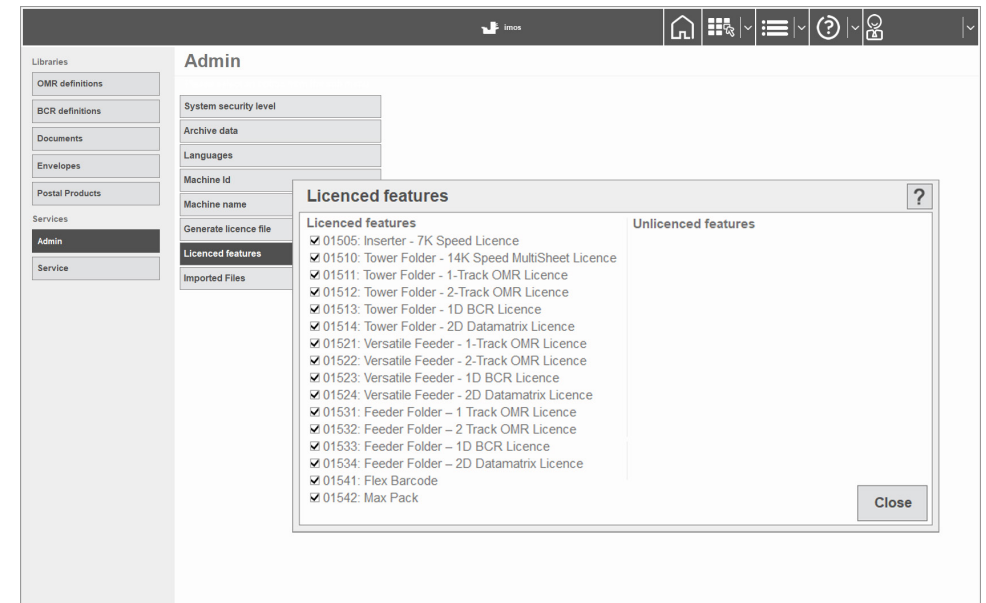 imos
Libraries
OMR definitions
BCR definitions
Documents
Envelopes
Postal Products
Services
Admin
Service
Admin
System security level
Archive data
Languages
Machine Id
Machine name
Generate licence file
Licenced features
Imported Files
Licenced features
?
Licenced features
01505: Inserter - 7K Speed Licence
01510: Tower Folder - 14K Speed MultiSheet Licence
01511: Tower Folder - 1-Track OMR Licence
01512: Tower Folder - 2-Track OMR Licence
01513: Tower Folder - 1D BCR Licence
01514: Tower Folder - 2D Datamatrix Licence
01521: Versatile Feeder - 1-Track OMR Licence
01522: Versatile Feeder - 2-Track OMR Licence
01523: Versatile Feeder - 1D BCR Licence
01524: Versatile Feeder - 2D Datamatrix Licence
01531: Feeder Folder – 1 Track OMR Licence
01532: Feeder Folder – 2 Track OMR Licence
01533: Feeder Folder – 1D BCR Licence
01534: Feeder Folder – 2D Datamatrix Licence
01541: Flex Barcode
01542: Max Pack
Unlicenced features
Close